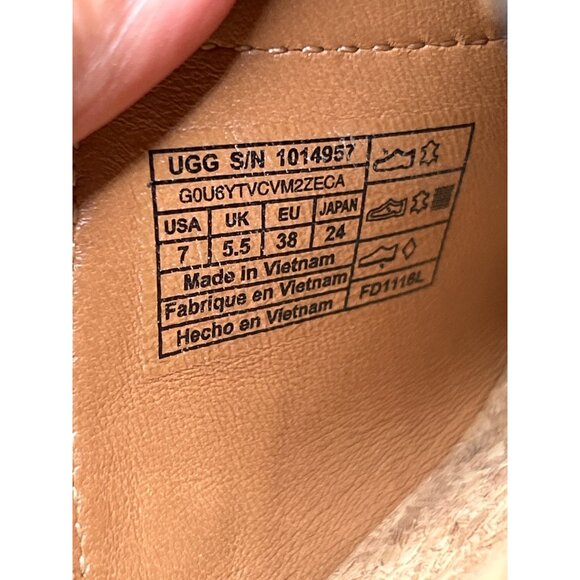 UGG S/N 1014957
G0U6YTVCVM2ZECA
USA UK EU JAPAN
7 5.5 38 24
Made in Vietnam
Fabrique en Vietnam
Hecho en Vietnam
FD1118L